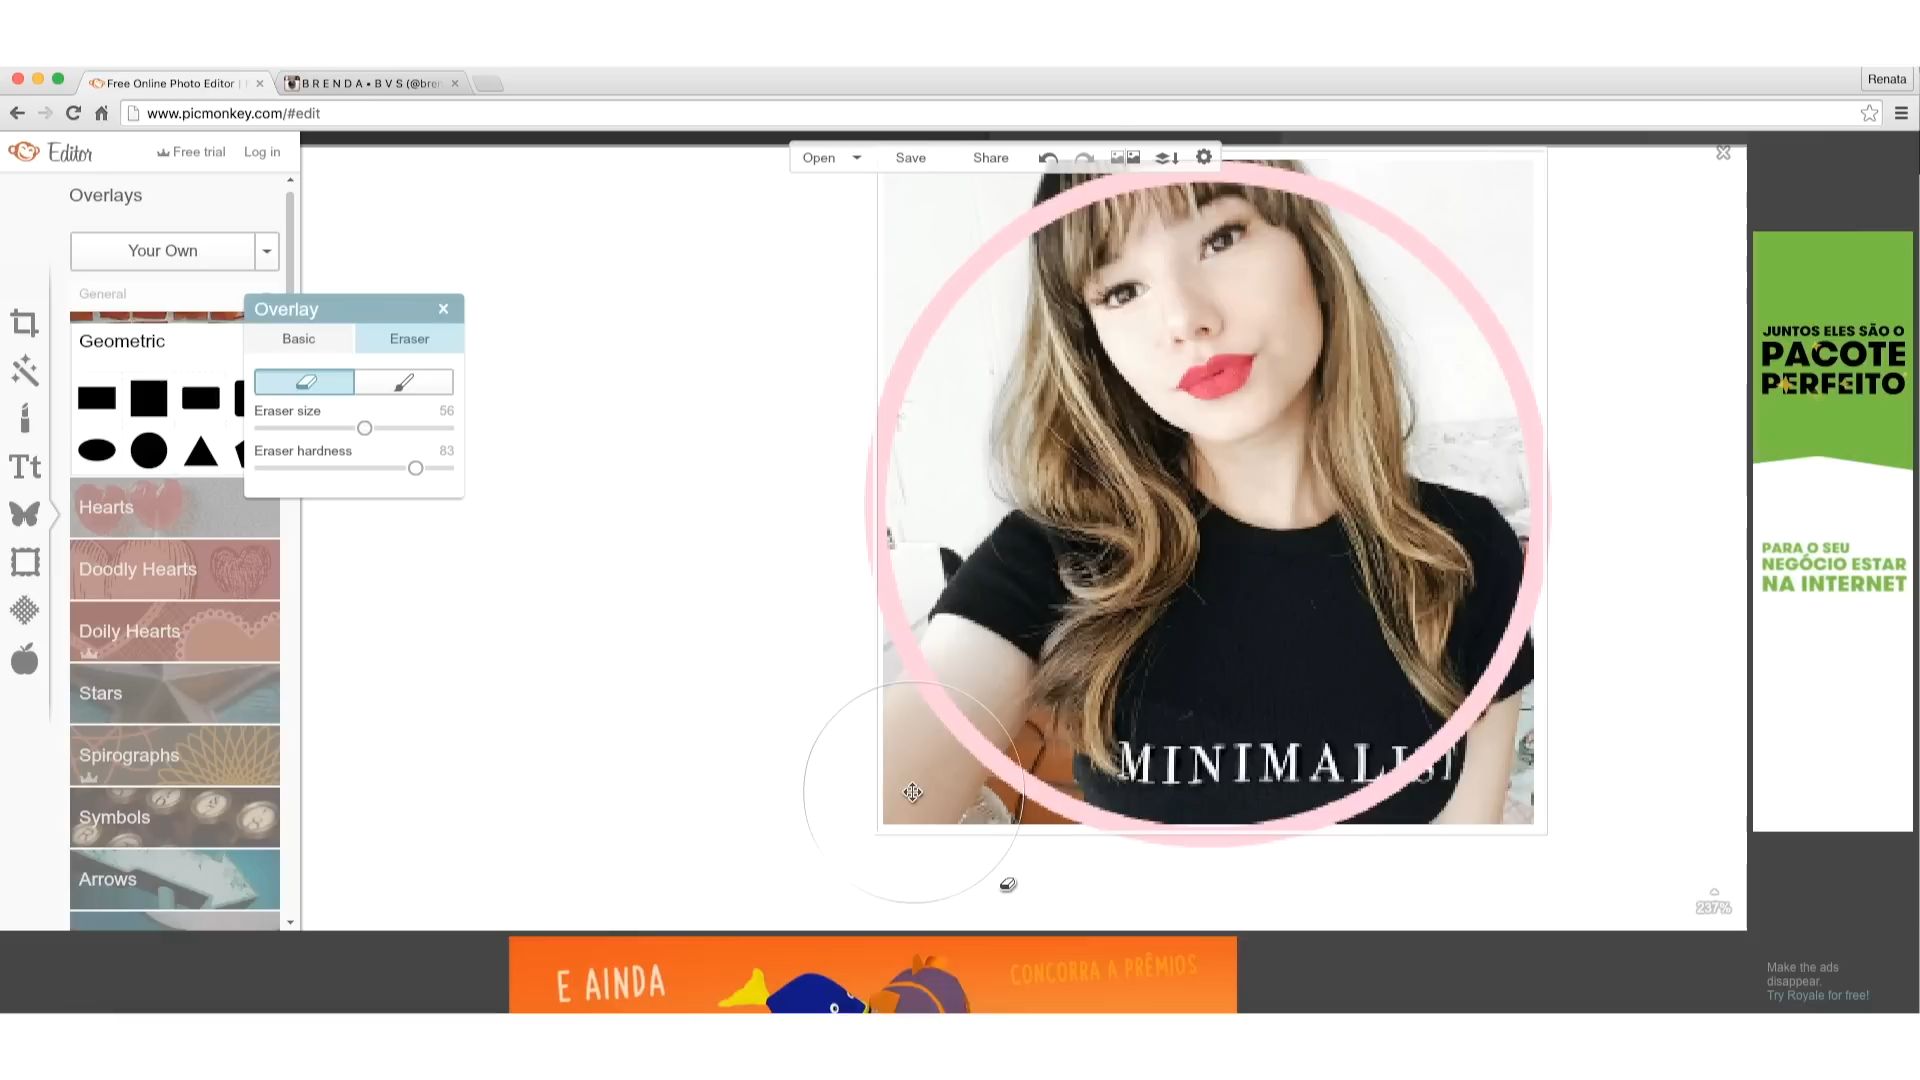 Free Online Photo Editor |
B R E N D A • B V S (@bren
Renata
www.picmonkey.com/#edit
Editor
Free trial
Log in
Open
Save
Share
Overlays
Your Own
General
Overlay
Basic
Eraser
Geometric
Eraser size
56
Eraser hardness
83
Hearts
Doodly Hearts
Doily Hearts
Stars
Spirographs
Symbols
Arrows
Tt
MINIMALIST
237%
JUNTOS ELES SÃO O
PACOTE
PERFEITO
PARA O SEU
NEGÓCIO ESTAR
NA INTERNET
E AINDA
CONCORRA A PRÊMIOS
Make the ads
disappear.
Try Royale for free!